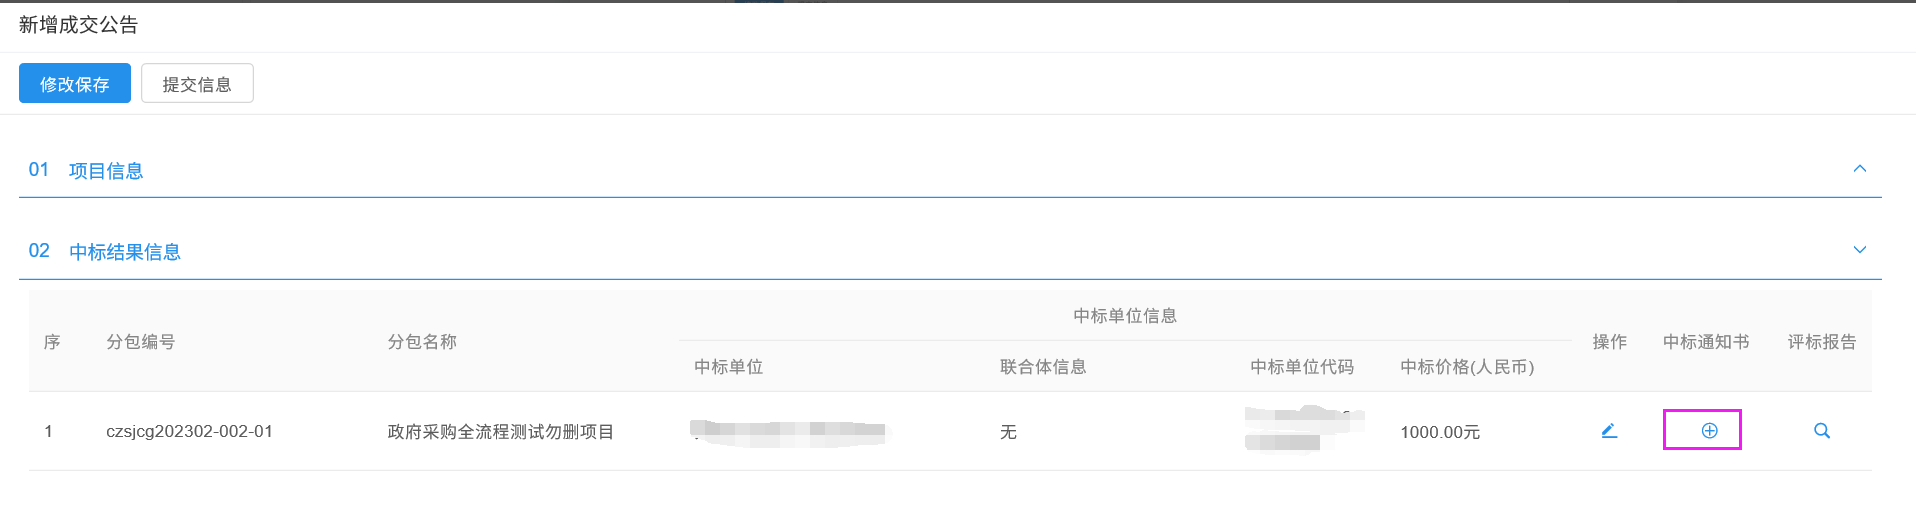 新增成交公告
修改保存 提交信息
01 项目信息
02 中标结果信息
中标单位信息
序 分包编号 分包名称 操作 中标通知书 评标报告
中标单位 联合体信息 中标单位代码 中标价格(人民币)
1 czsjcg202302-002-01 政府采购全流程测试勿删项目 无 1000.00元